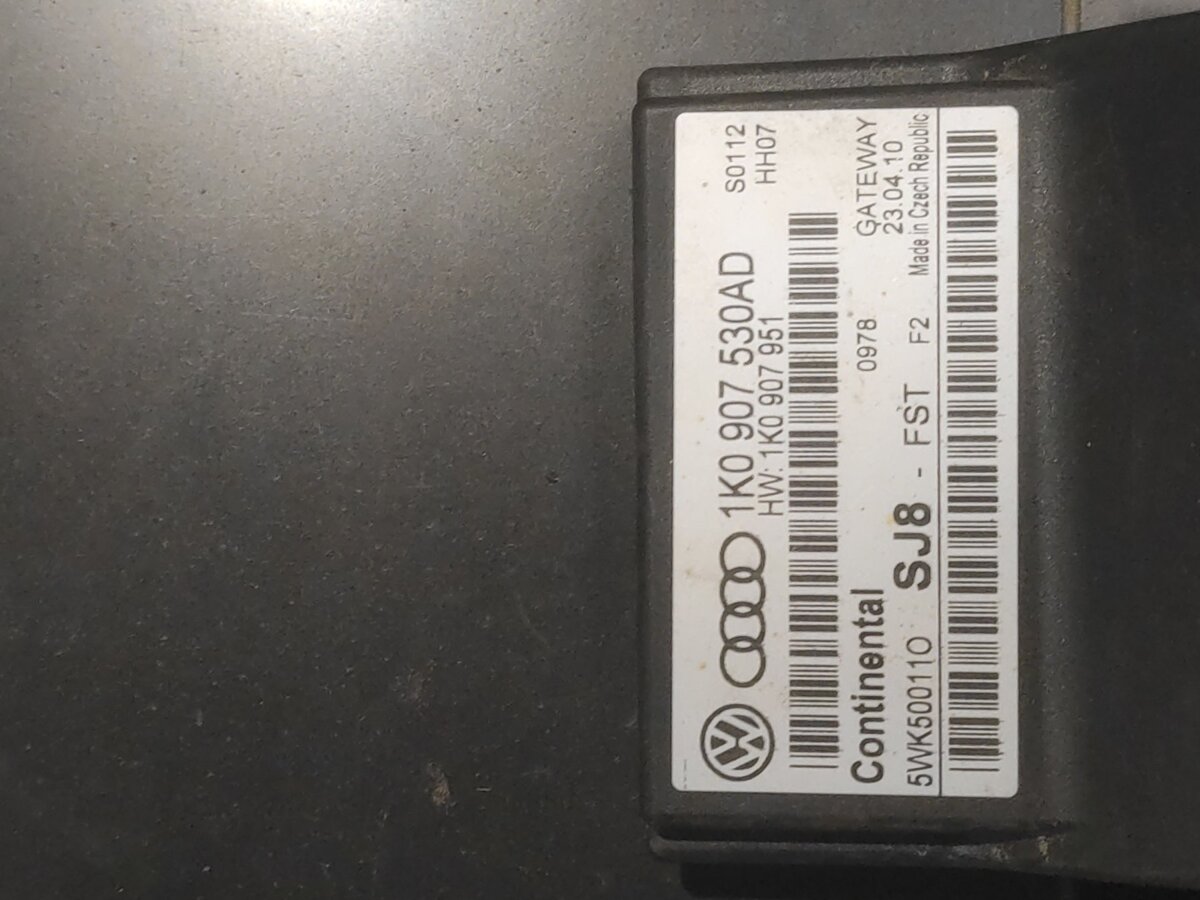 1K0 907 530AD S0112
HW: 1K0 907 951 HH07
Continental 0978 GATEWAY
23.04.10
5WK50011O SJ8 - FST F2 Made in Czech Republic